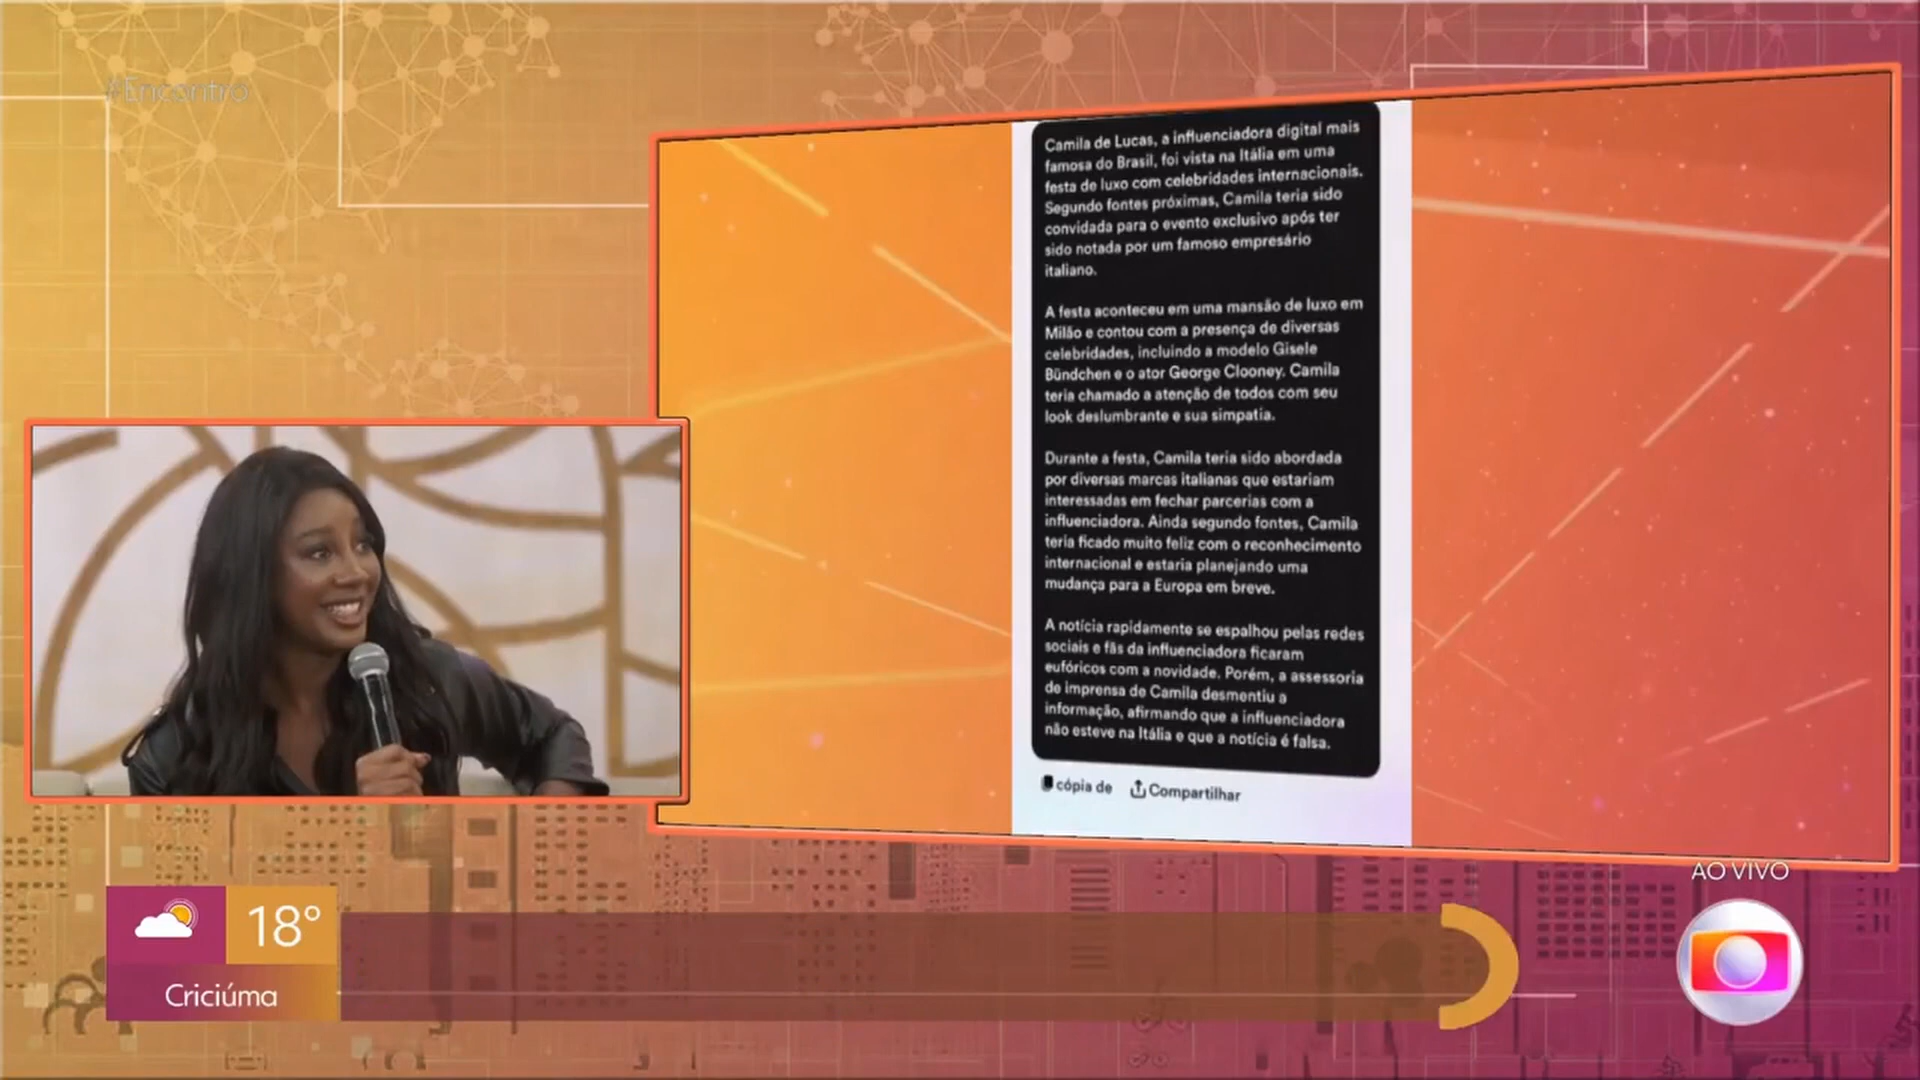 #Encontro
Camila de Lucas, a influenciadora digital mais
famosa do Brasil, foi vista na Itália em uma
festa de luxo com celebridades internacionais.
Segundo fontes próximas, Camila teria sido
convidada para o evento exclusivo após ter
sido notada por um famoso empresário
italiano.
A festa aconteceu em uma mansão de luxo em
Milão e contou com a presença de diversas
celebridades, incluindo a modelo Gisele
Bündchen e o ator George Clooney. Camila
teria chamado a atenção de todos com seu
look deslumbrante e sua simpatia.
Durante a festa, Camila teria sido abordada
por diversas marcas italianas que estariam
interessadas em fechar parcerias com a
influenciadora. Ainda segundo fontes, Camila
teria ficado muito feliz com o reconhecimento
internacional e estaria planejando uma
mudança para a Europa em breve.
A notícia rapidamente se espalhou pelas redes
sociais e fãs da influenciadora ficaram
eufóricos com a novidade. Porém, a assessoria
de imprensa de Camila desmentiu a
informação, afirmando que a influenciadora
não esteve na Itália e que a notícia é falsa.
cópia de Compartilhar
AO VIVO
18°
Criciúma